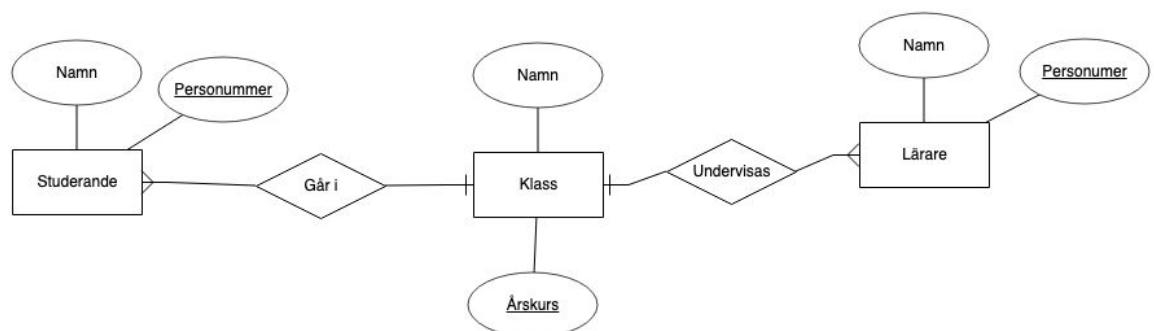 Namn
Personummer
Studerande
Går i
Namn
Klass
Årskurs
Undervisas
Namn
Personumer
Lärare